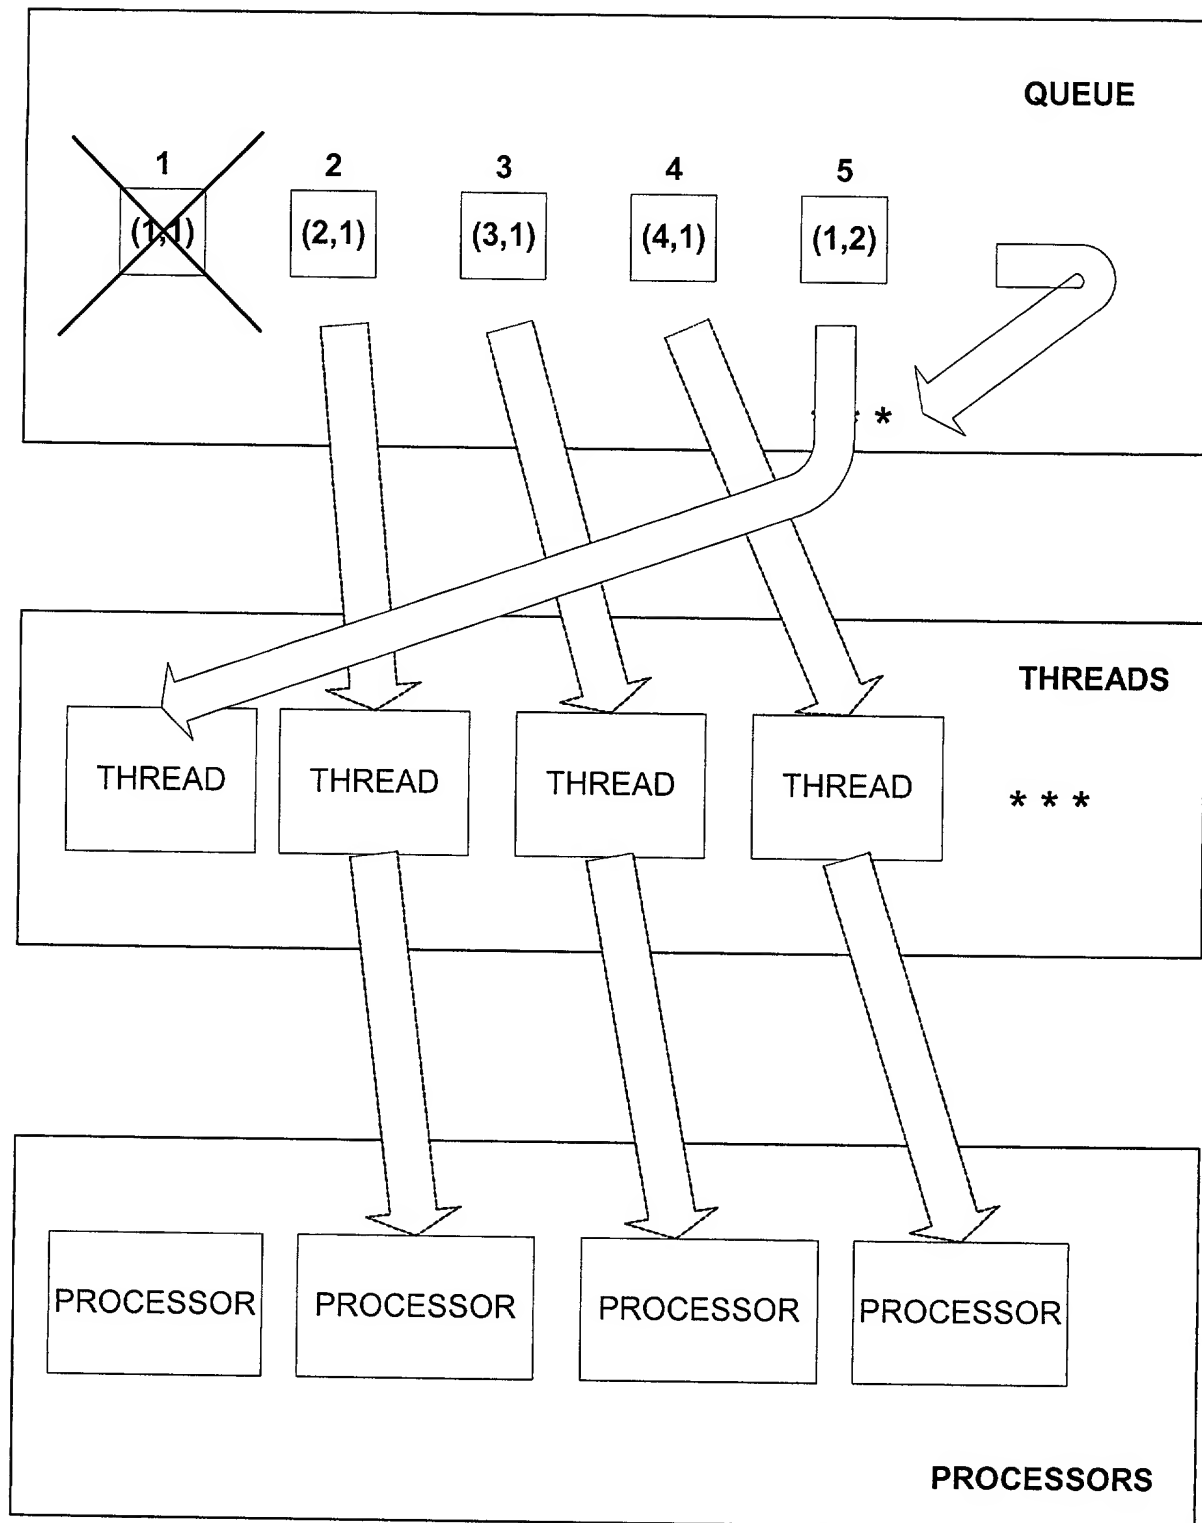 QUEUE
1 2 3 4 5
(1,1) (2,1) (3,1) (4,1) (1,2)
* *
THREADS
THREAD THREAD THREAD THREAD
* * *
PROCESSOR PROCESSOR PROCESSOR PROCESSOR
PROCESSORS